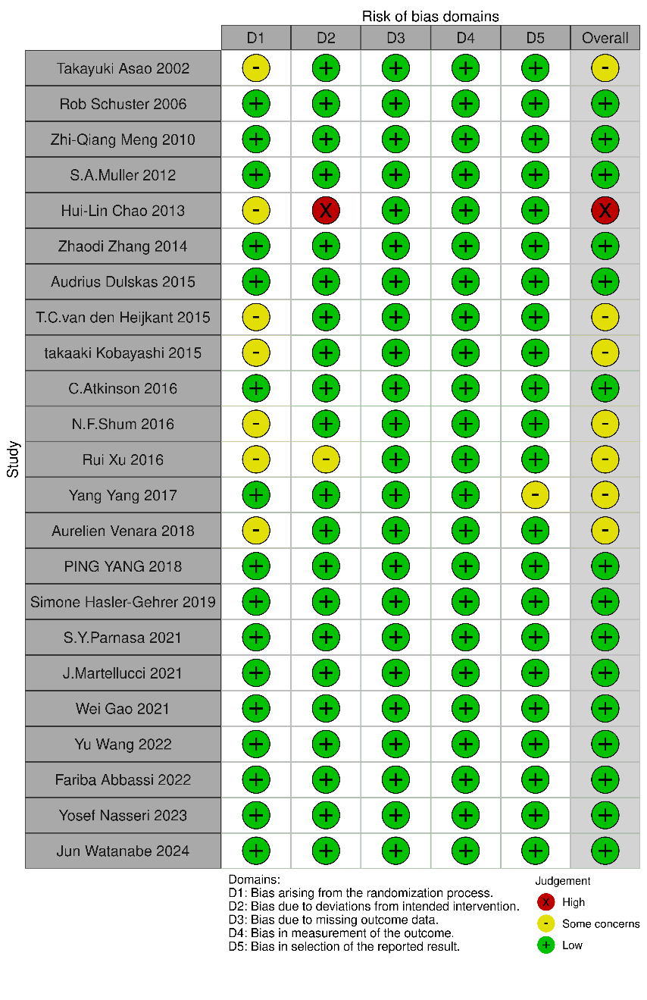 Risk of bias domains
D1 D2 D3 D4 D5 Overall
Takayuki Asao 2002 - + + + + -
Rob Schuster 2006 + + + + + +
Zhi-Qiang Meng 2010 + + + + + +
S.A.Muller 2012 + + + + + +
Hui-Lin Chao 2013 - X + + + X
Zhaodi Zhang 2014 + + + + + +
Audrius Dulskas 2015 + + + + + +
T.C.van den Heijkant 2015 - + + + + -
takaaki Kobayashi 2015 - + + + + -
C.Atkinson 2016 + + + + + +
N.F.Shum 2016 - + + + + -
Rui Xu 2016 - - + + + -
Yang Yang 2017 + + + + - -
Aurelien Venara 2018 - + + + + -
PING YANG 2018 + + + + + +
Simone Hasler-Gehrer 2019 + + + + + +
S.Y.Parnasa 2021 + + + + + +
J.Martellucci 2021 + + + + + +
Wei Gao 2021 + + + + + +
Yu Wang 2022 + + + + + +
Fariba Abbassi 2022 + + + + + +
Yosef Nasseri 2023 + + + + + +
Jun Watanabe 2024 + + + + + +
Study
Domains:
D1: Bias arising from the randomization process.
D2: Bias due to deviations from intended intervention.
D3: Bias due to missing outcome data.
D4: Bias in measurement of the outcome.
D5: Bias in selection of the reported result.
Judgement
X High
- Some concerns
+ Low